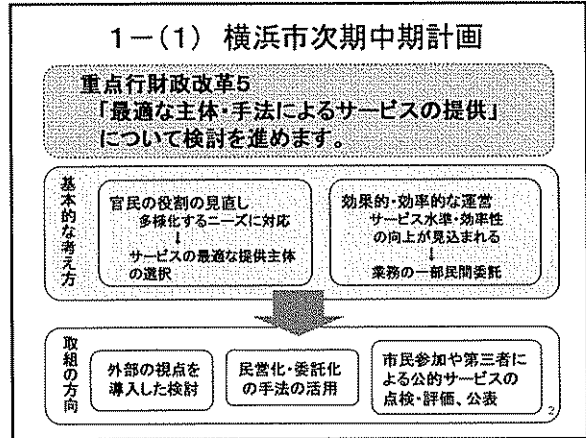 1－(1) 横浜市次期中期計画
重点行財政改革5
「最適な主体・手法によるサービスの提供」
について検討を進めます。
基本的な考え方
官民の役割の見直し
多様化するニーズに対応
↓
サービスの最適な提供主体
の選択
効果的・効率的な運営
サービス水準・効率性
の向上が見込まれる
↓
業務の一部民間委託
取組の方向
外部の視点を
導入した検討
民営化・委託化
の手法の活用
市民参加や第三者に
よる公的サービスの
点検・評価、公表
2